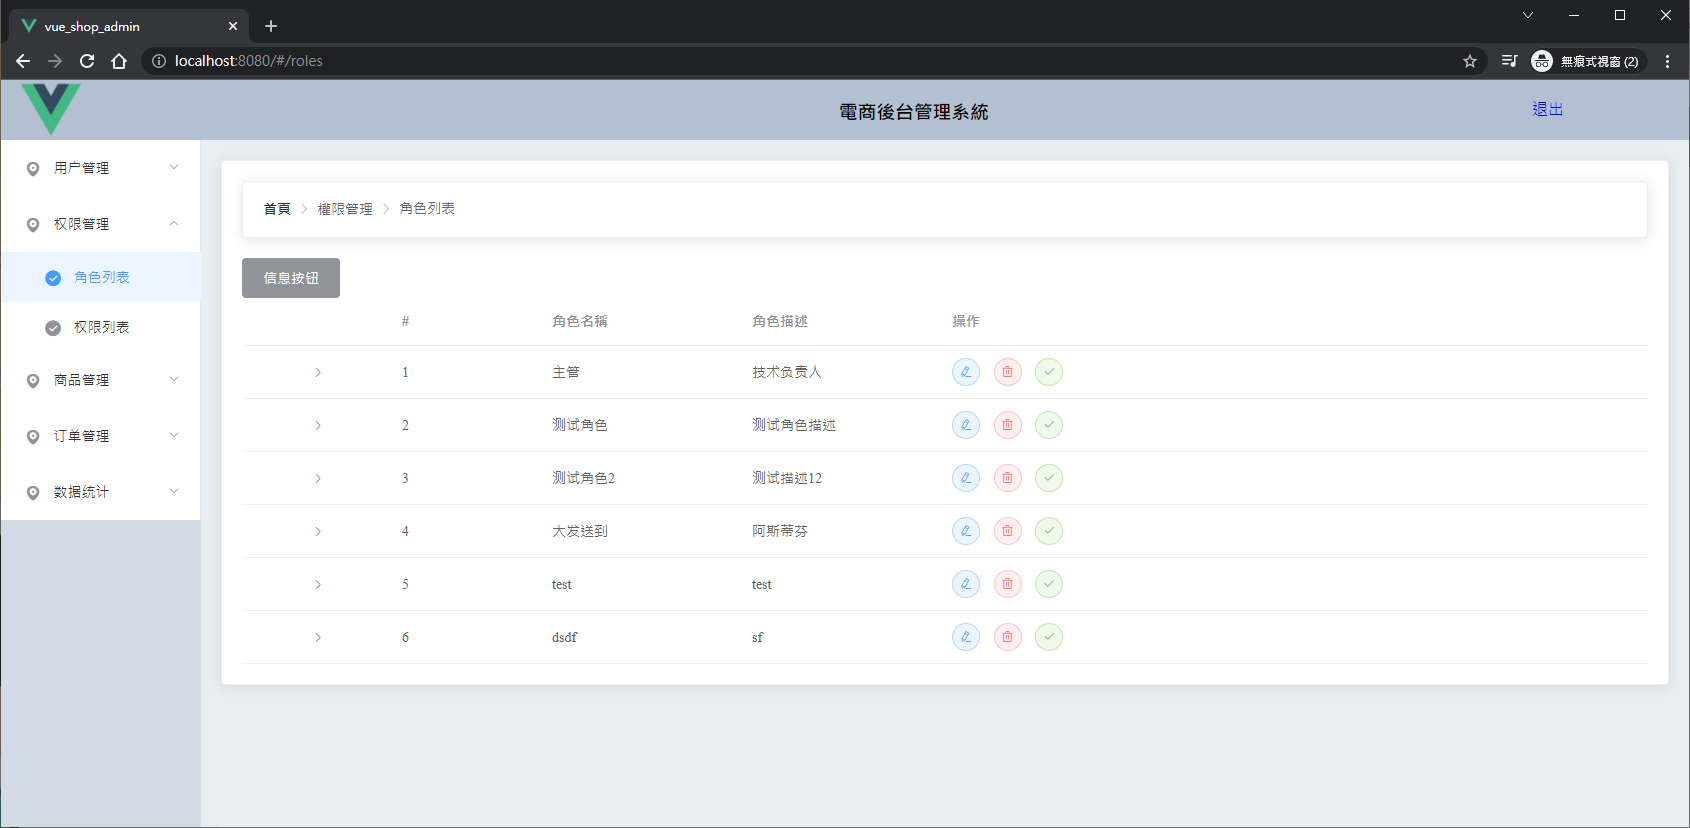 vue_shop_admin
localhost:8080/#/roles
無痕式視窗 (2)
電商後台管理系統
退出
用户管理
权限管理
角色列表
权限列表
商品管理
订单管理
数据统计
首頁 權限管理 角色列表
信息按钮
# 角色名稱 角色描述 操作
1 主管 技术负责人
2 测试角色 测试角色描述
3 测试角色2 测试描述12
4 大发送到 阿斯蒂芬
5 test test
6 dsdf sf